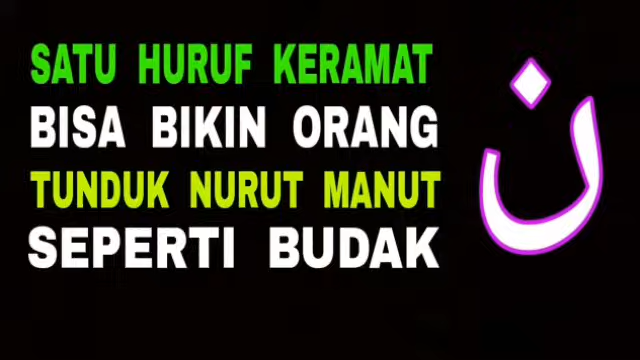 SATU HURUF KERAMAT
BISA BIKIN ORANG
TUNDUK NURUT MANUT
SEPERTI BUDAK
ن